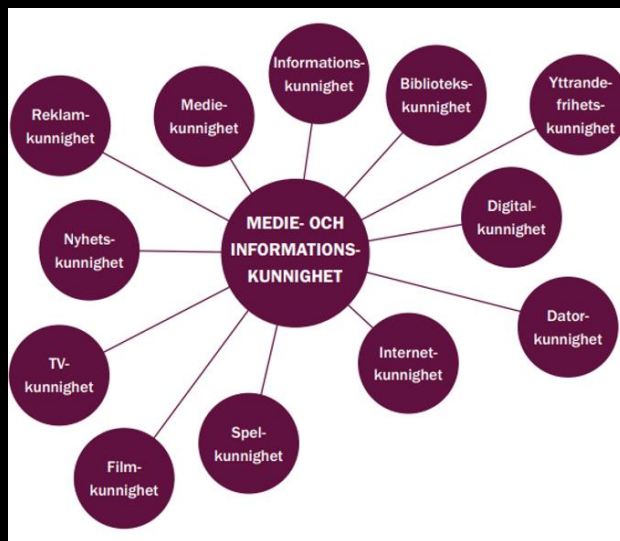 Informations-
kunnighet
Biblioteks-
kunnighet
Yttrande-
frihets-
kunnighet
Reklam-
kunnighet
Medie-
kunnighet
Digital-
kunnighet
MEDIE- OCH
INFORMATIONS-
KUNNIGHET
Nyhets-
kunnighet
Dator-
kunnighet
Internet-
kunnighet
TV-
kunnighet
Spel-
kunnighet
Film-
kunnighet